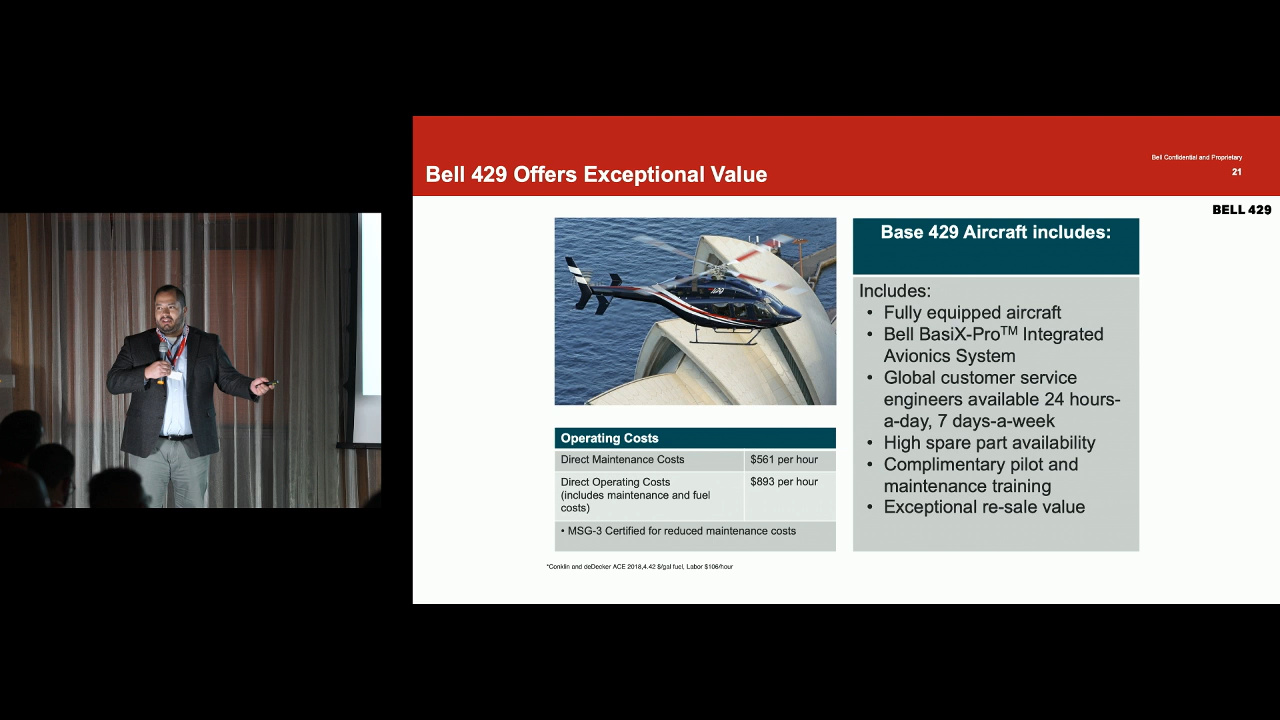 Bell Confidential and Proprietary
Bell 429 Offers Exceptional Value
21
BELL 429
429
Operating Costs
Direct Maintenance Costs $561 per hour
Direct Operating Costs $893 per hour
(includes maintenance and fuel
costs)
• MSG-3 Certified for reduced maintenance costs
*Conklin and deDecker ACE 2018,4.42 $/gal fuel, Labor $106/hour
Base 429 Aircraft includes:
Includes:
• Fully equipped aircraft
• Bell BasiX-Pro™ Integrated
Avionics System
• Global customer service
engineers available 24 hours-
a-day, 7 days-a-week
• High spare part availability
• Complimentary pilot and
maintenance training
• Exceptional re-sale value